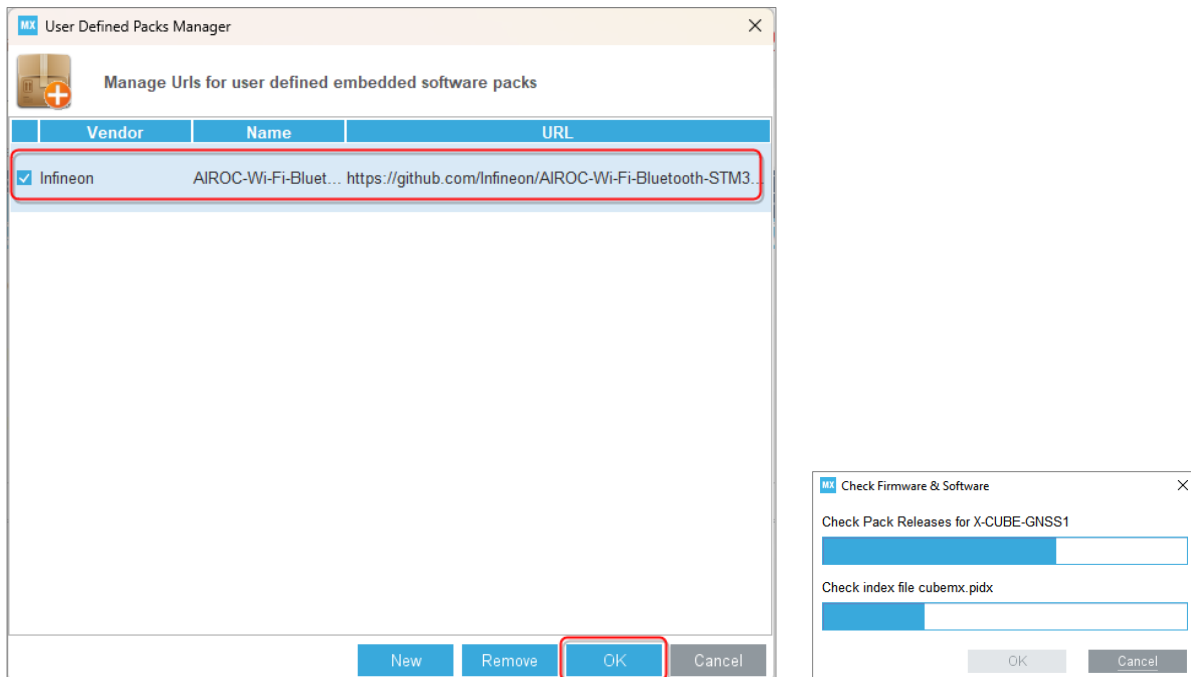 MX User Defined Packs Manager
Manage Urls for user defined embedded software packs
Vendor Name URL
Infineon AIROC-Wi-Fi-Bluet... https://github.com/Infineon/AIROC-Wi-Fi-Bluetooth-STM3...
New Remove OK Cancel
MX Check Firmware & Software
Check Pack Releases for X-CUBE-GNSS1
Check index file cubemx.pidx
OK Cancel